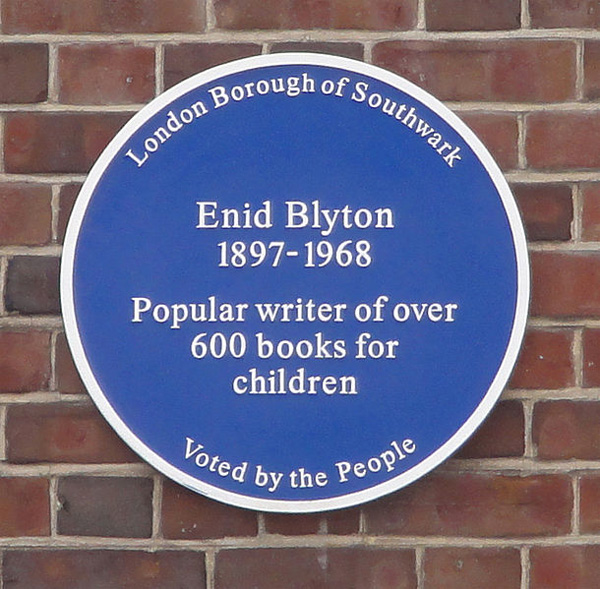 London Borough of Southwark
Enid Blyton
1897-1968
Popular writer of over
600 books for
children
Voted by the People